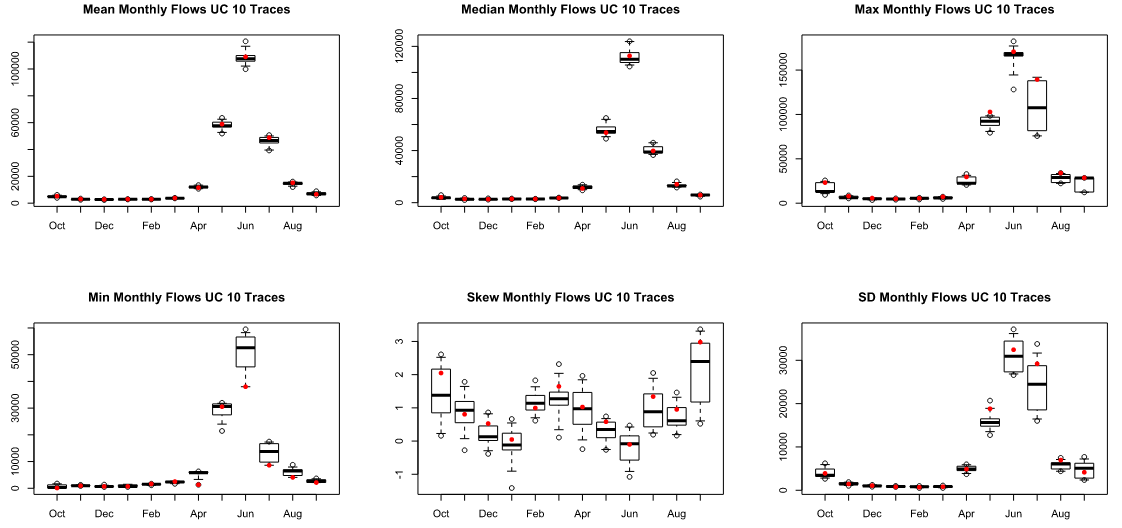 Mean Monthly Flows UC 10 Traces
0
20000
60000
100000
Oct
Dec
Feb
Apr
Jun
Aug
Median Monthly Flows UC 10 Traces
0
40000
80000
120000
Oct
Dec
Feb
Apr
Jun
Aug
Max Monthly Flows UC 10 Traces
0
50000
100000
150000
Oct
Dec
Feb
Apr
Jun
Aug
Min Monthly Flows UC 10 Traces
0
10000
30000
50000
Oct
Dec
Feb
Apr
Jun
Aug
Skew Monthly Flows UC 10 Traces
-1
0
1
2
3
Oct
Dec
Feb
Apr
Jun
Aug
SD Monthly Flows UC 10 Traces
0
10000
20000
30000
Oct
Dec
Feb
Apr
Jun
Aug